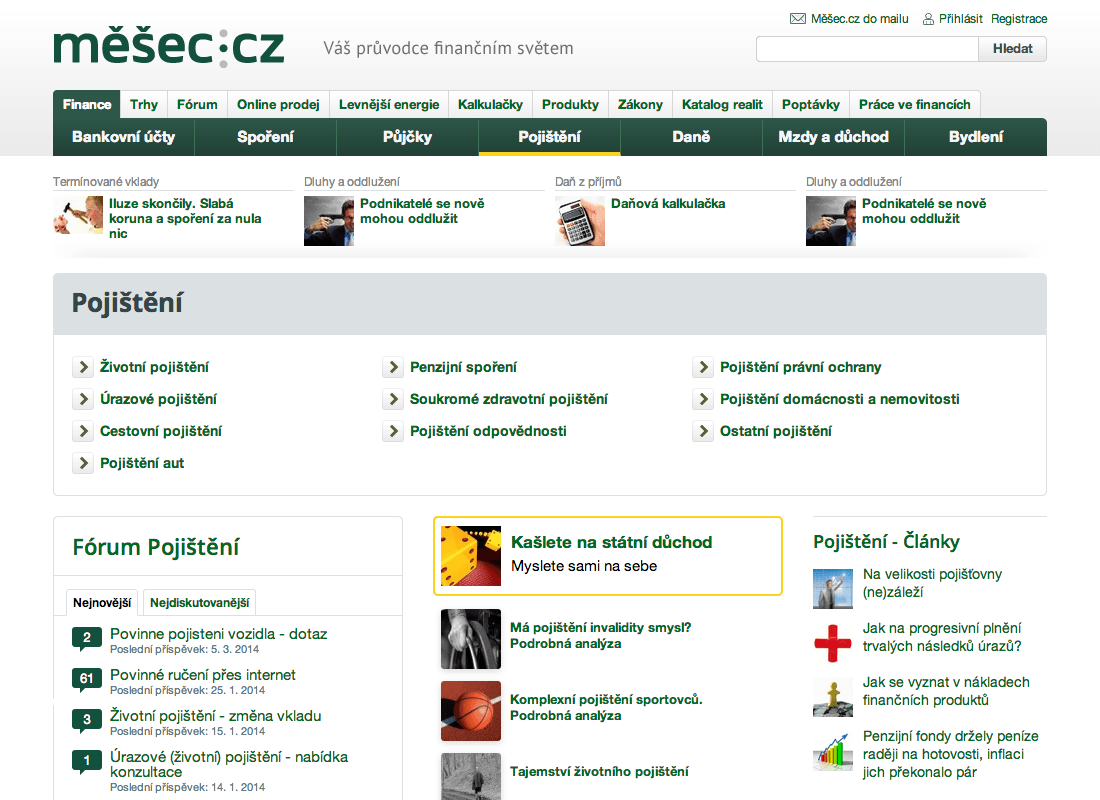 Měšec.cz do mailu Přihlásit Registrace
měšec:cz
Váš průvodce finančním světem
Hledat
Finance Trhy Fórum Online prodej Levnější energie Kalkulačky Produkty Zákony Katalog realit Poptávky Práce ve financích
Bankovní účty Spoření Půjčky Pojištění Daně Mzdy a důchod Bydlení
Termínované vklady
Iluze skončily. Slabá
koruna a spoření za nula
nic
Dluhy a oddlužení
Podnikatelé se nově
mohou oddlužit
Daň z příjmů
Daňová kalkulačka
Dluhy a oddlužení
Podnikatelé se nově
mohou oddlužit
Pojištění
Životní pojištění
Úrazové pojištění
Cestovní pojištění
Pojištění aut
Penzijní spoření
Soukromé zdravotní pojištění
Pojištění odpovědnosti
Pojištění právní ochrany
Pojištění domácnosti a nemovitosti
Ostatní pojištění
Fórum Pojištění
Nejnovější Nejdiskutovanější
2 Povinne pojisteni vozidla - dotaz
Poslední příspěvek: 5. 3. 2014
61 Povinné ručení přes internet
Poslední příspěvek: 25. 1. 2014
3 Životní pojištění - změna vkladu
Poslední příspěvek: 15. 1. 2014
1 Úrazové (životní) pojištění - nabídka
konzultace
Poslední příspěvek: 14. 1. 2014
Kašlete na státní důchod
Myslete sami na sebe
Má pojištění invalidity smysl?
Podrobná analýza
Komplexní pojištění sportovců.
Podrobná analýza
Tajemství životního pojištění
Pojištění - Články
Na velikosti pojišťovny
(ne)záleží
Jak na progresivní plnění
trvalých následků úrazů?
Jak se vyznat v nákladech
finančních produktů
Penzijní fondy držely peníze
raději na hotovosti, inflaci
jich překonalo pár